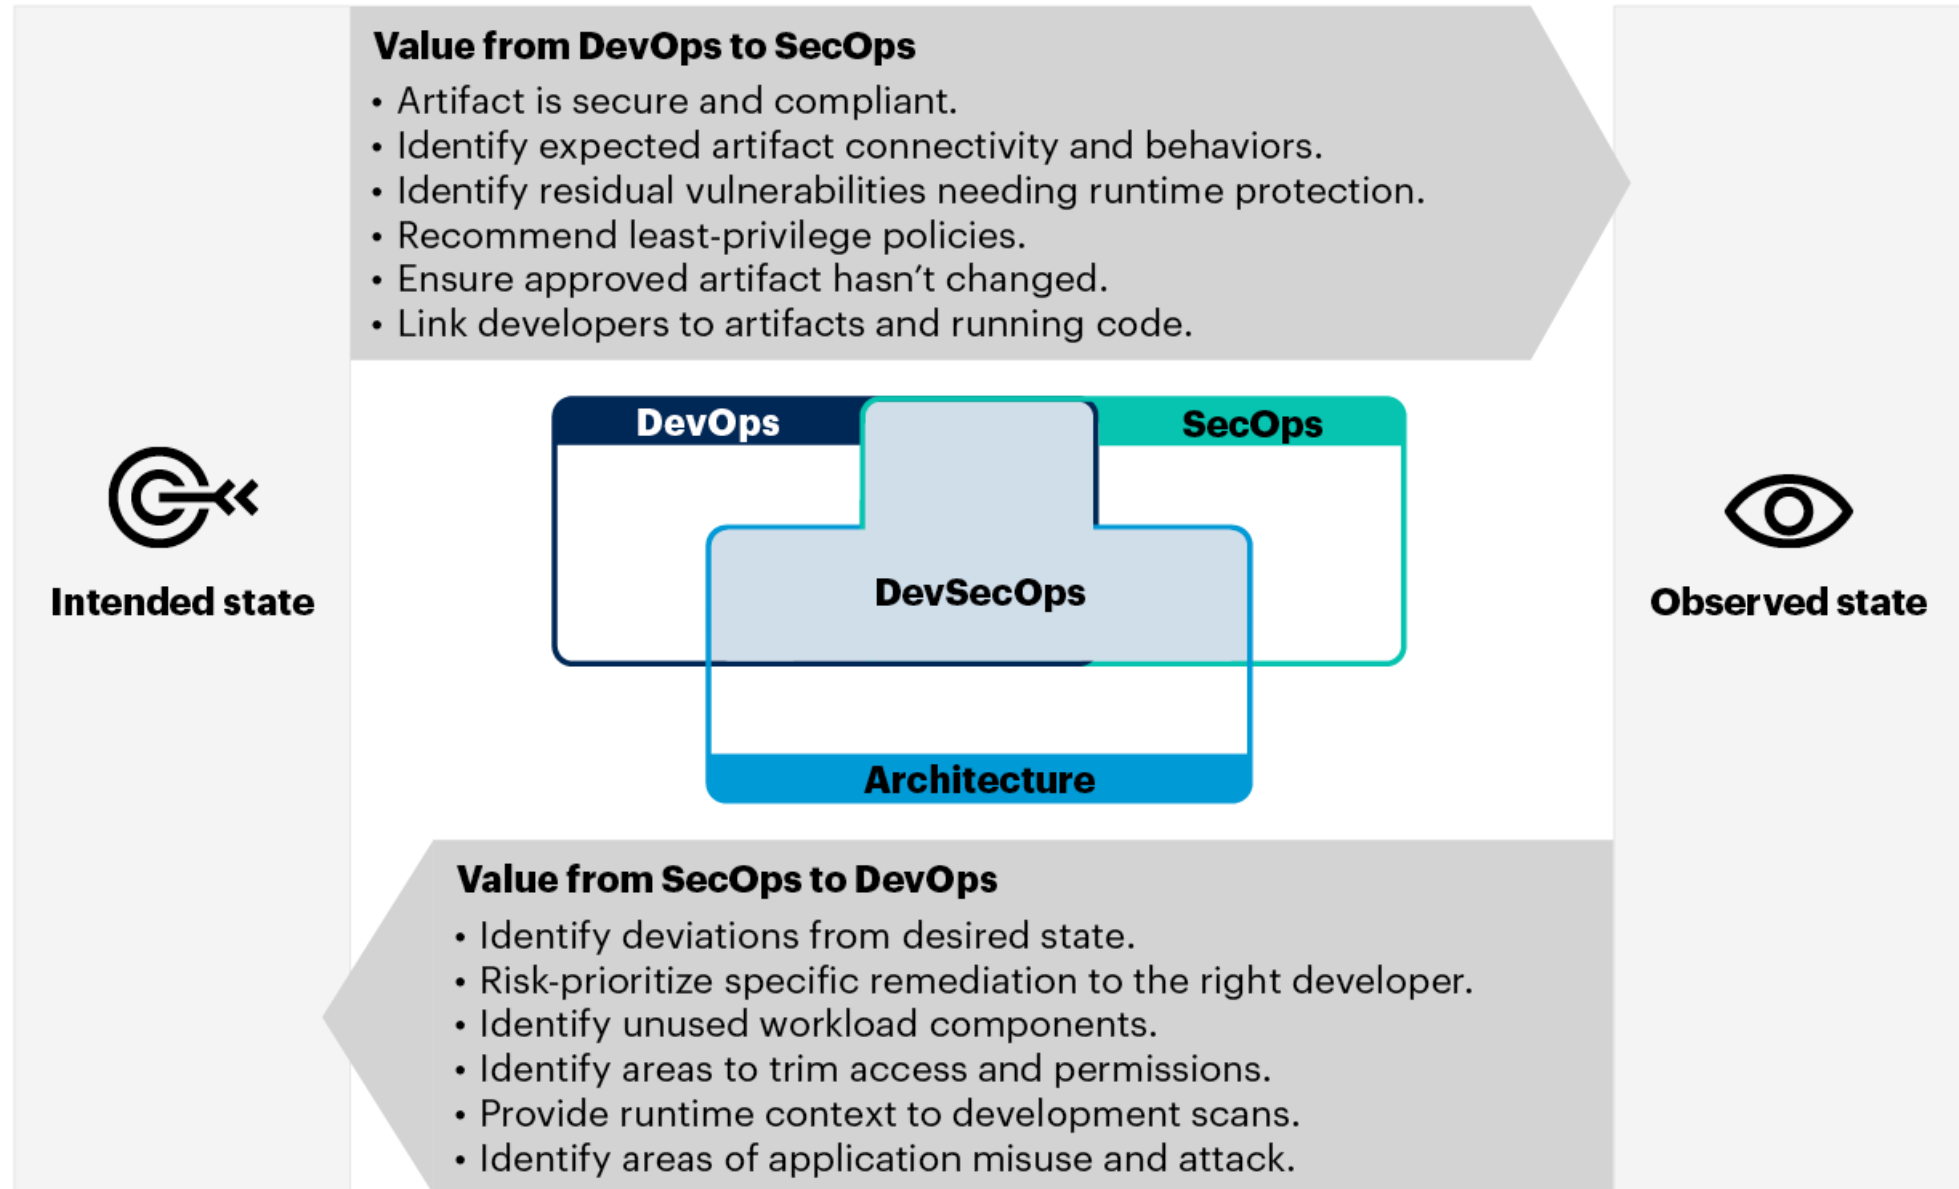 Value from DevOps to SecOps
• Artifact is secure and compliant.
• Identify expected artifact connectivity and behaviors.
• Identify residual vulnerabilities needing runtime protection.
• Recommend least-privilege policies.
• Ensure approved artifact hasn’t changed.
• Link developers to artifacts and running code.
DevOps
SecOps
Intended state
DevSecOps
Observed state
Architecture
Value from SecOps to DevOps
• Identify deviations from desired state.
• Risk-prioritize specific remediation to the right developer.
• Identify unused workload components.
• Identify areas to trim access and permissions.
• Provide runtime context to development scans.
• Identify areas of application misuse and attack.